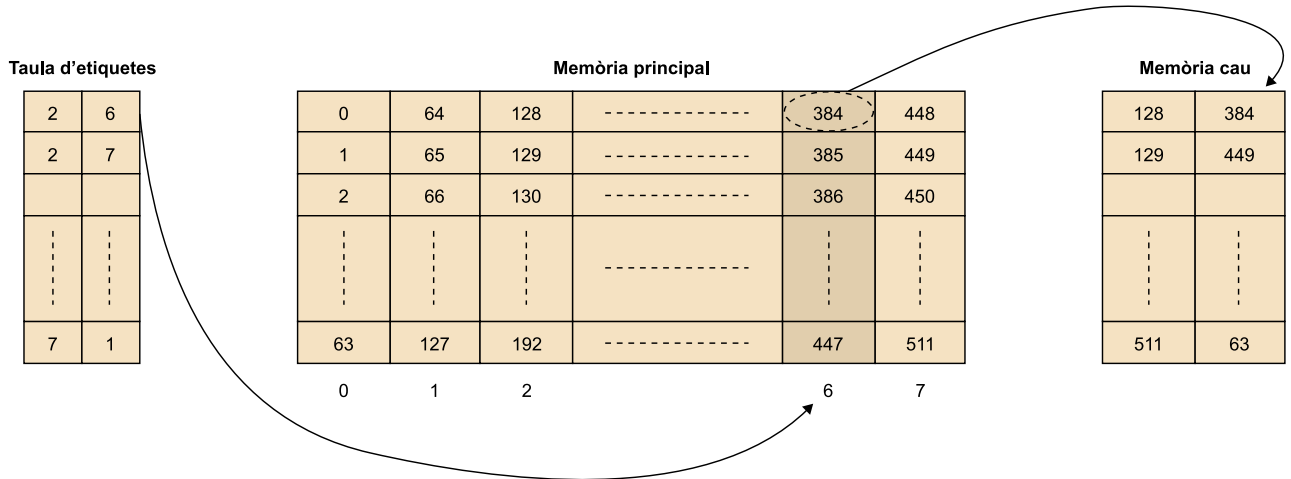 Taula d'etiquetes Memòria principal Memòria cau
2 6 0 64 128 384 448 128 384
2 7 1 65 129 385 449 129 449
2 66 130 386 450
7 1 63 127 192 447 511 511 63
0 1 2 6 7